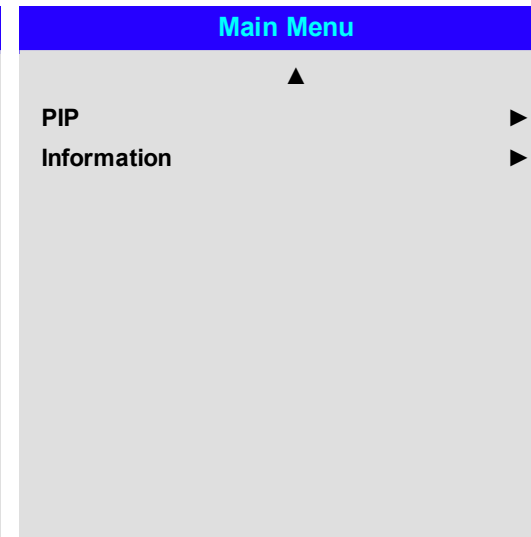 Main Menu
▲
PIP ►
Information ►